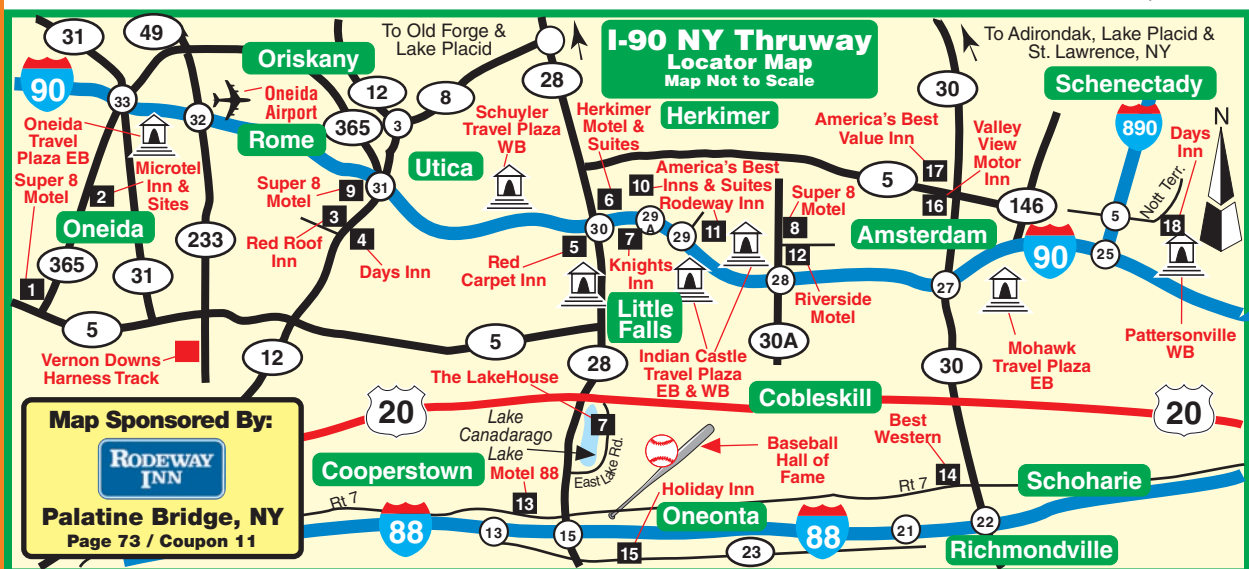 31
49
To Old Forge &
Lake Placid
28
I-90 NY Thruway
Locator Map
Map Not to Scale
30
To Adirondak, Lake Placid &
St. Lawrence, NY
Oriskany
Schenectady
90
33
32
Oneida
Airport
12
8
365
3
Herkimer
890
N
Oneida
Travel
Plaza EB
Rome
Utica
Schuyler
Travel Plaza
WB
Herkimer
Motel &
Suites
America's Best
Value Inn
17
Valley
View
Motor
Inn
Days
Inn
Super 8
Motel
2
Microtel
Inn &
Sites
Super 8
Motel
9
31
10
America's Best
Inns & Suites
Rodeway Inn
5
16
146
Nott Terr.
5
18
Oneida
233
3
Red Roof
Inn
4
Days Inn
6
30
29
A
29
11
Super 8
Motel
8
Amsterdam
90
25
365
31
1
Red
Carpet Inn
5
7
Knights
Inn
12
28
Riverside
Motel
27
Pattersonville
WB
5
Little
Falls
5
30A
Vernon Downs
Harness Track
12
28
Indian Castle
Travel Plaza
EB & WB
30
Mohawk
Travel Plaza
EB
The LakeHouse
20
Cobleskill
20
Map Sponsored By:
RODEWAY
INN
Palatine Bridge, NY
Page 73 / Coupon 11
Lake
Canadarago
Lake
7
East Lake Rd.
Baseball
Hall of
Fame
Best
Western
14
Cooperstown
Motel 88
13
Rt 7
Holiday Inn
Rt 7
Schoharie
88
13
15
Oneonta
15
23
88
21
22
Richmondville